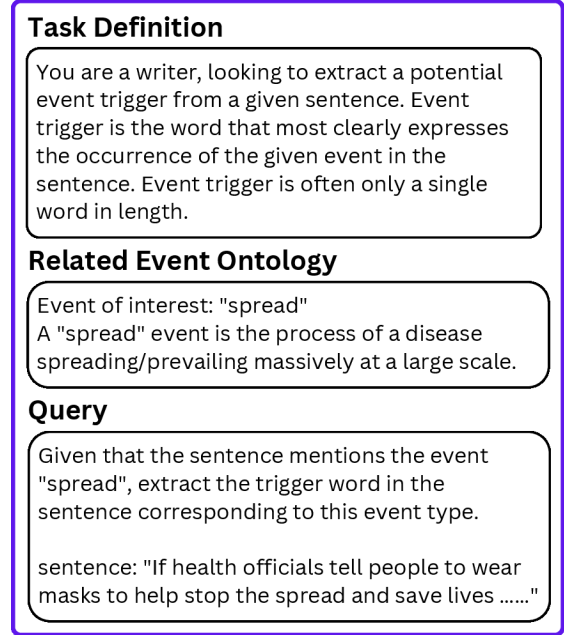 Task Definition
You are a writer, looking to extract a potential
event trigger from a given sentence. Event
trigger is the word that most clearly expresses
the occurrence of the given event in the
sentence. Event trigger is often only a single
word in length.
Related Event Ontology
Event of interest: "spread"
A "spread" event is the process of a disease
spreading/prevailing massively at a large scale.
Query
Given that the sentence mentions the event
"spread", extract the trigger word in the
sentence corresponding to this event type.
sentence: "If health officials tell people to wear
masks to help stop the spread and save lives ......"